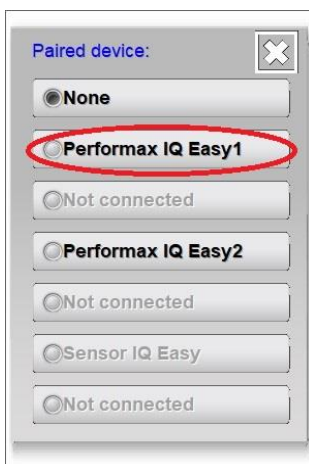 Paired device:
None
Performax IQ Easy1
Not connected
Performax IQ Easy2
Not connected
Sensor IQ Easy
Not connected